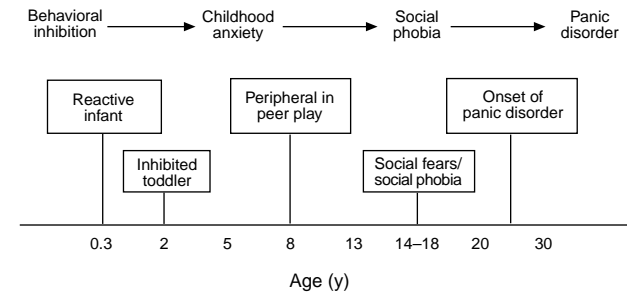 Behavioral
inhibition
Childhood
anxiety
Social
phobia
Panic
disorder
Reactive
infant
Peripheral in
peer play
Onset of
panic disorder
Inhibited
toddler
Social fears/
social phobia
0.3 2 5 8 13 14–18 20 30
Age (y)